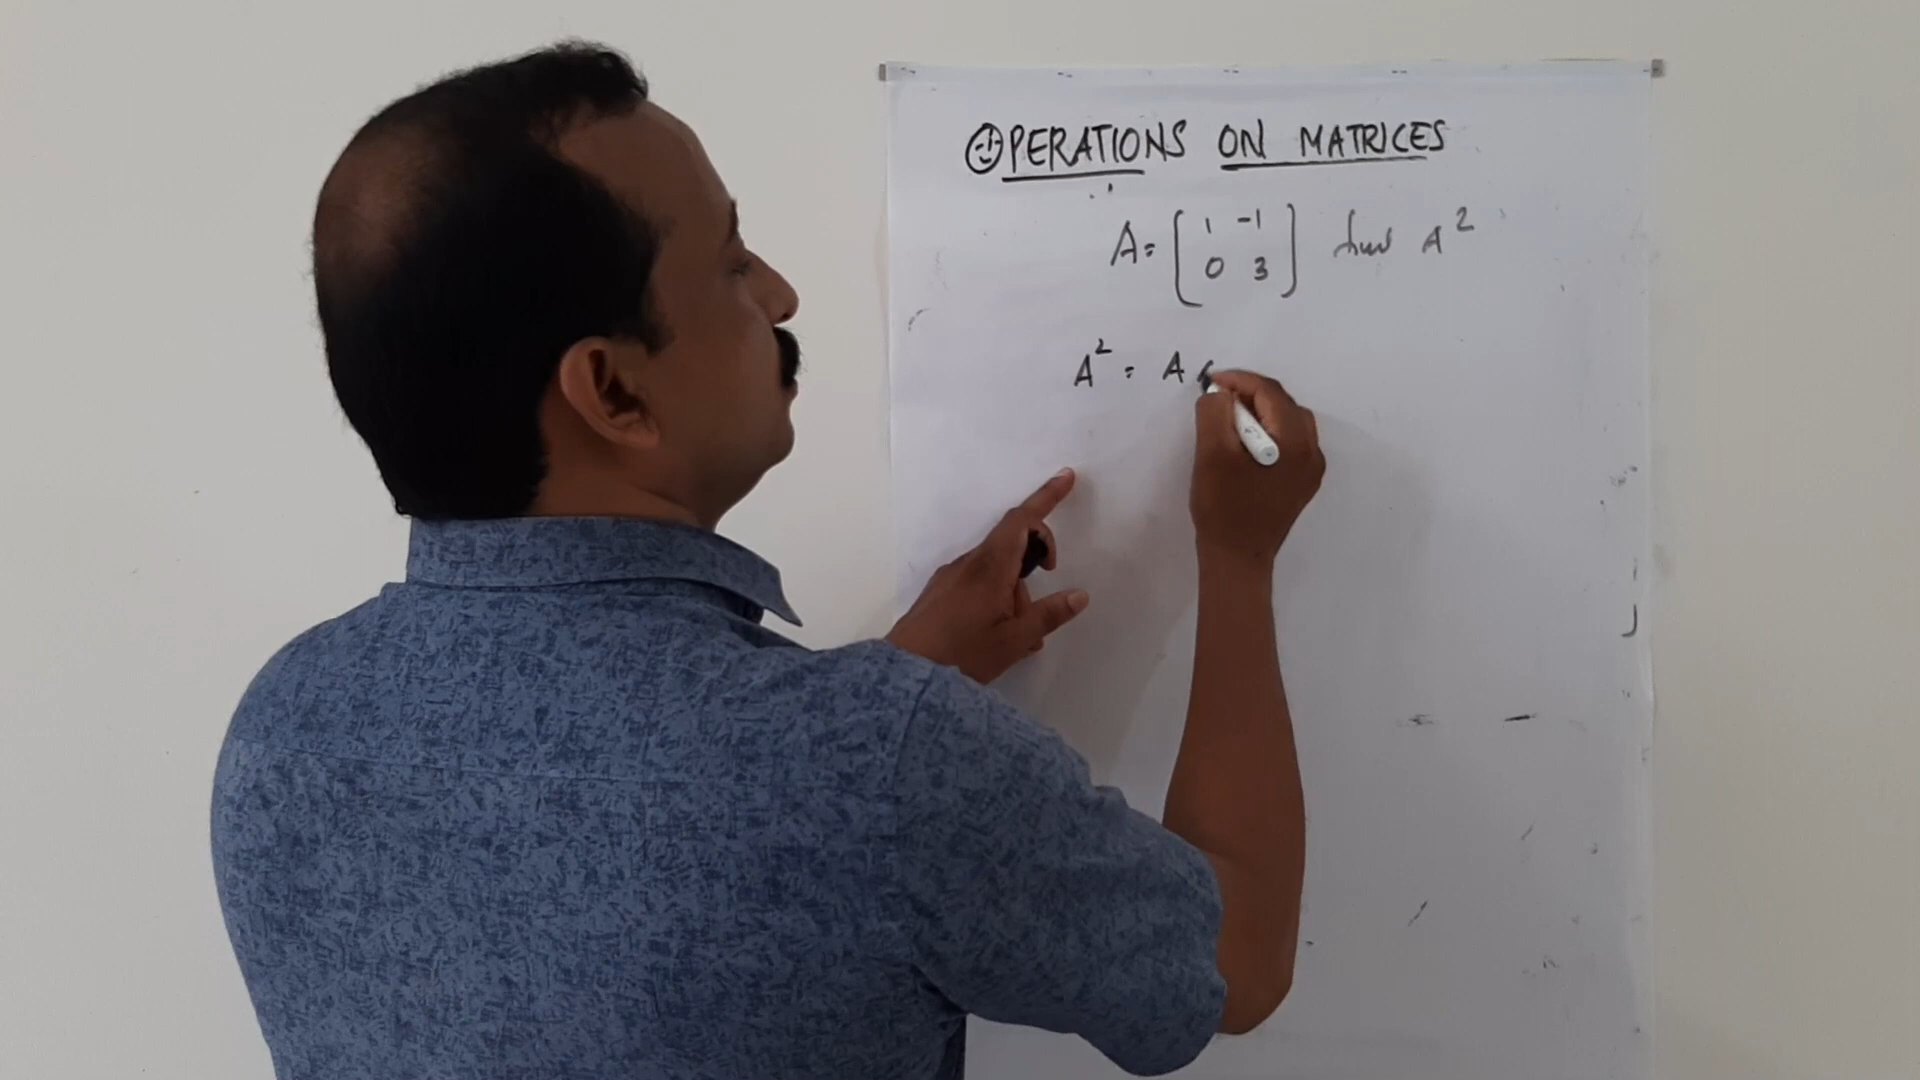 OPERATIONS ON MATRICES
A = [ 1 -1
0 3 ] find A²
A² = A